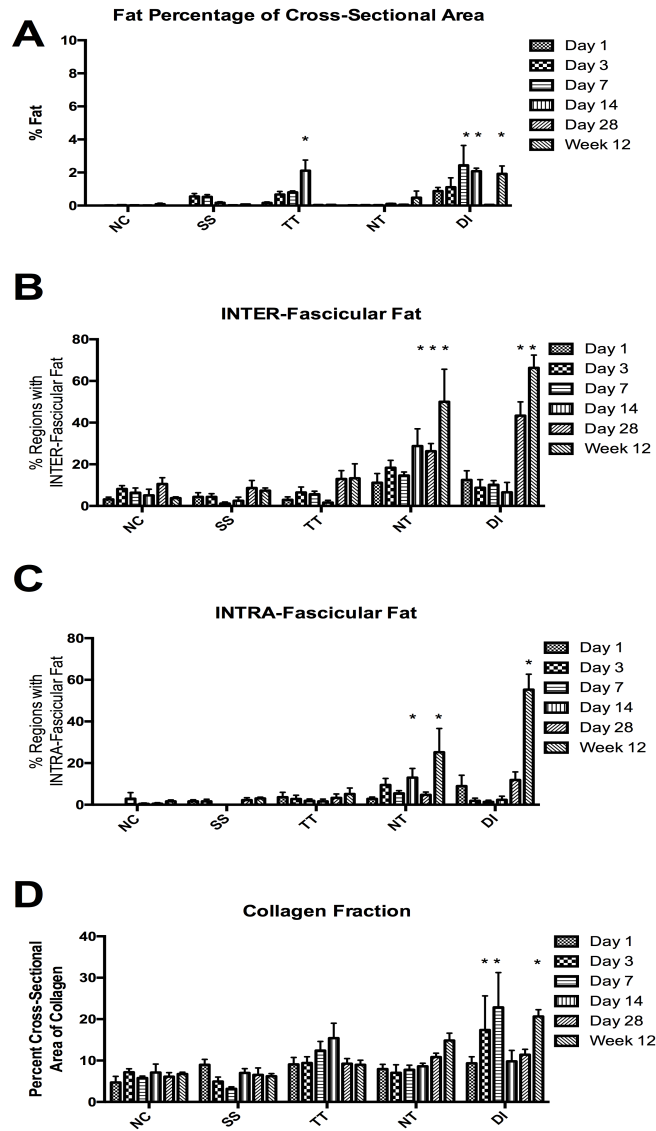 A
Fat Percentage of Cross-Sectional Area
% Fat
10
8
6
4
2
0
* * * *
NC
SS
TT
NT
DI
Day 1
Day 3
Day 7
Day 14
Day 28
Week 12
B
INTER-Fascicular Fat
% Regions with
INTER-Fascicular Fat
80
60
40
20
0
* * * * *
NC
SS
TT
NT
DI
Day 1
Day 3
Day 7
Day 14
Day 28
Week 12
C
INTRA-Fascicular Fat
% Regions with
INTRA-Fascicular Fat
80
60
40
20
0
* * *
NC
SS
TT
NT
DI
Day 1
Day 3
Day 7
Day 14
Day 28
Week 12
D
Collagen Fraction
Percent Cross-Sectional
Area of Collagen
40
30
20
10
0
* * *
NC
SS
TT
NT
DI
Day 1
Day 3
Day 7
Day 14
Day 28
Week 12